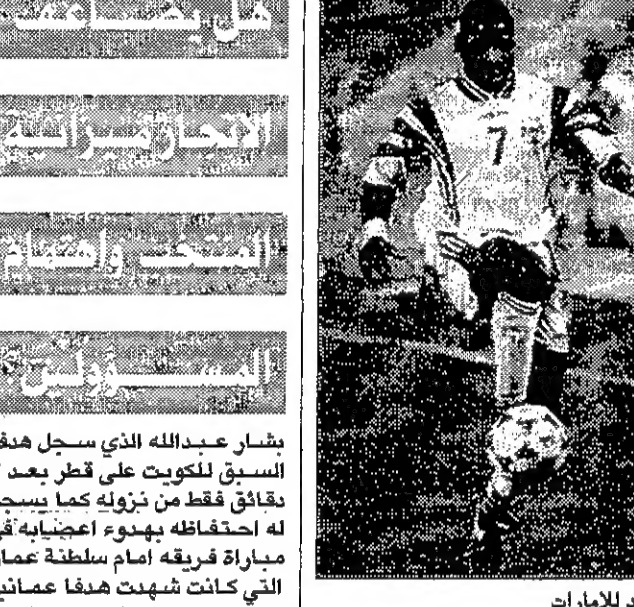 هل يضاعف
الاتحاد ميزانية
المنتخب واهتمام
المسؤولين؟
بشار عبدالله الذي سجل هدف
السبق للكويت على قطر بعد
دقائق فقط من نزوله كما يسجل
له احتفاظه بهدوء اعصابه في
مباراة فريقه امام سلطنة عمان
التي كانت شهدت هدفا عمانيا
7
للامارات